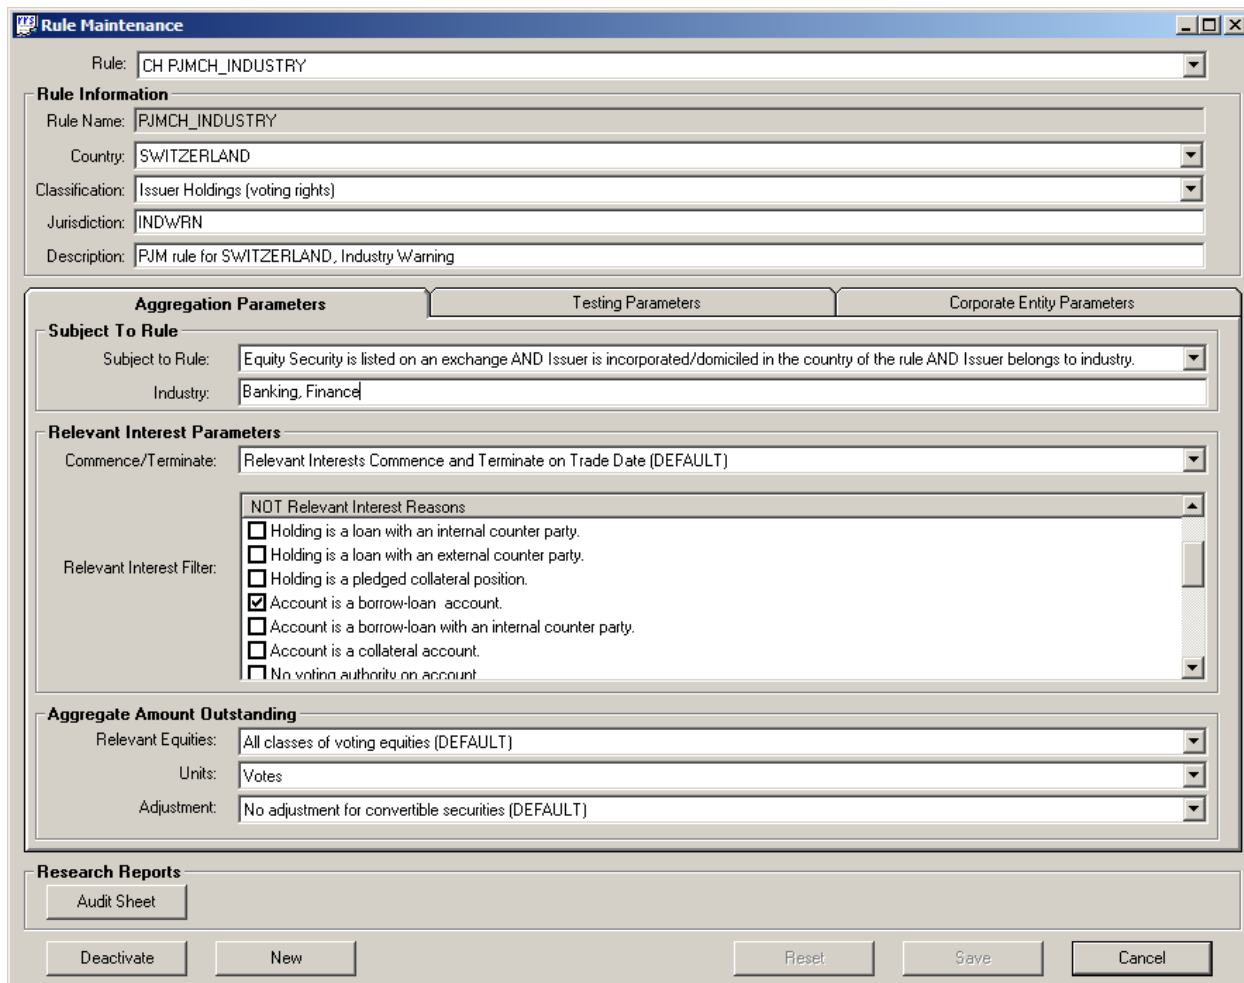 Rule Maintenance
Rule: CH PJMCH_INDUSTRY
Rule Information
Rule Name: PJMCH_INDUSTRY
Country: SWITZERLAND
Classification: Issuer Holdings (voting rights)
Jurisdiction: INDWRN
Description: PJM rule for SWITZERLAND, Industry Warning
Aggregation Parameters Testing Parameters Corporate Entity Parameters
Subject To Rule
Subject to Rule: Equity Security is listed on an exchange AND Issuer is incorporated/domiciled in the country of the rule AND Issuer belongs to industry.
Industry: Banking, Finance
Relevant Interest Parameters
Commence/Terminate: Relevant Interests Commence and Terminate on Trade Date (DEFAULT)
NOT Relevant Interest Reasons
Holding is a loan with an internal counter party.
Holding is a loan with an external counter party.
Relevant Interest Filter:
Holding is a pledged collateral position.
Account is a borrow-loan account.
Account is a borrow-loan with an internal counter party.
Account is a collateral account.
No voting authority on account
Aggregate Amount Outstanding
Relevant Equities: All classes of voting equities (DEFAULT)
Units: Votes
Adjustment: No adjustment for convertible securities (DEFAULT)
Research Reports
Audit Sheet
Deactivate New Reset Save Cancel